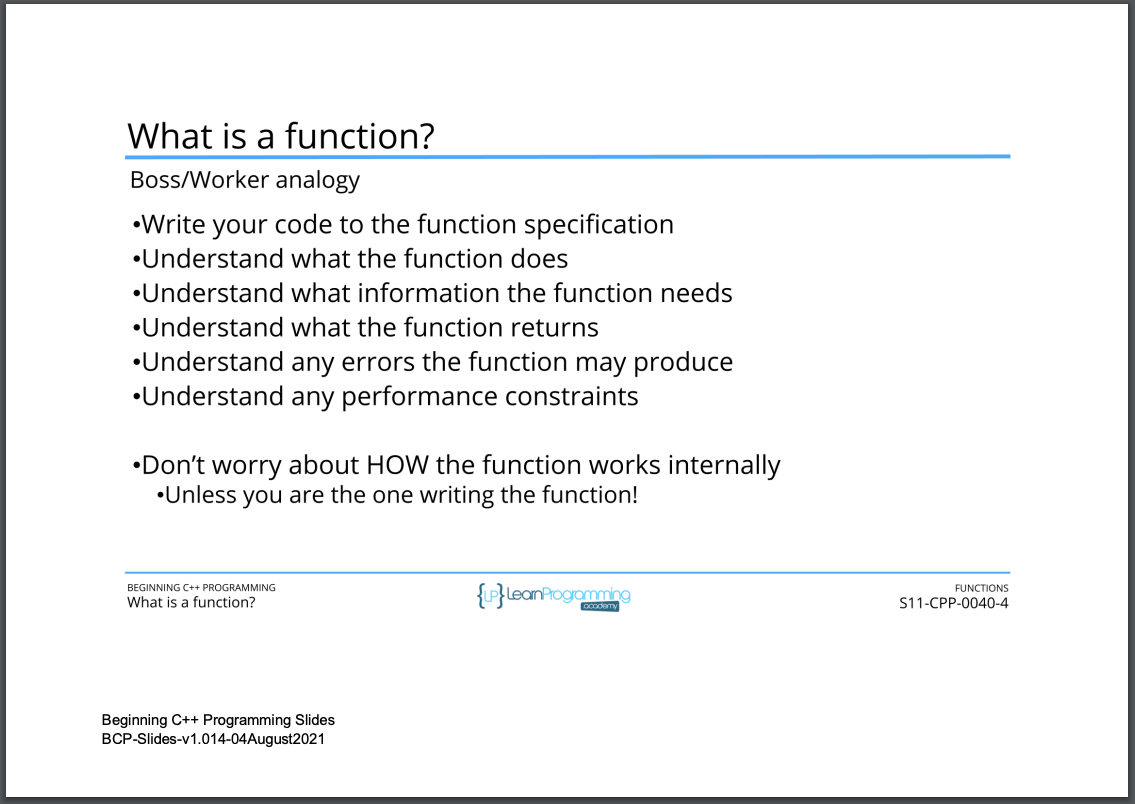 What is a function?
Boss/Worker analogy
•Write your code to the function specification
•Understand what the function does
•Understand what information the function needs
•Understand what the function returns
•Understand any errors the function may produce
•Understand any performance constraints
•Don’t worry about HOW the function works internally
•Unless you are the one writing the function!
BEGINNING C++ PROGRAMMING
What is a function?
{LP} LearnProgramming
academy
FUNCTIONS
S11-CPP-0040-4
Beginning C++ Programming Slides
BCP-Slides-v1.014-04August2021